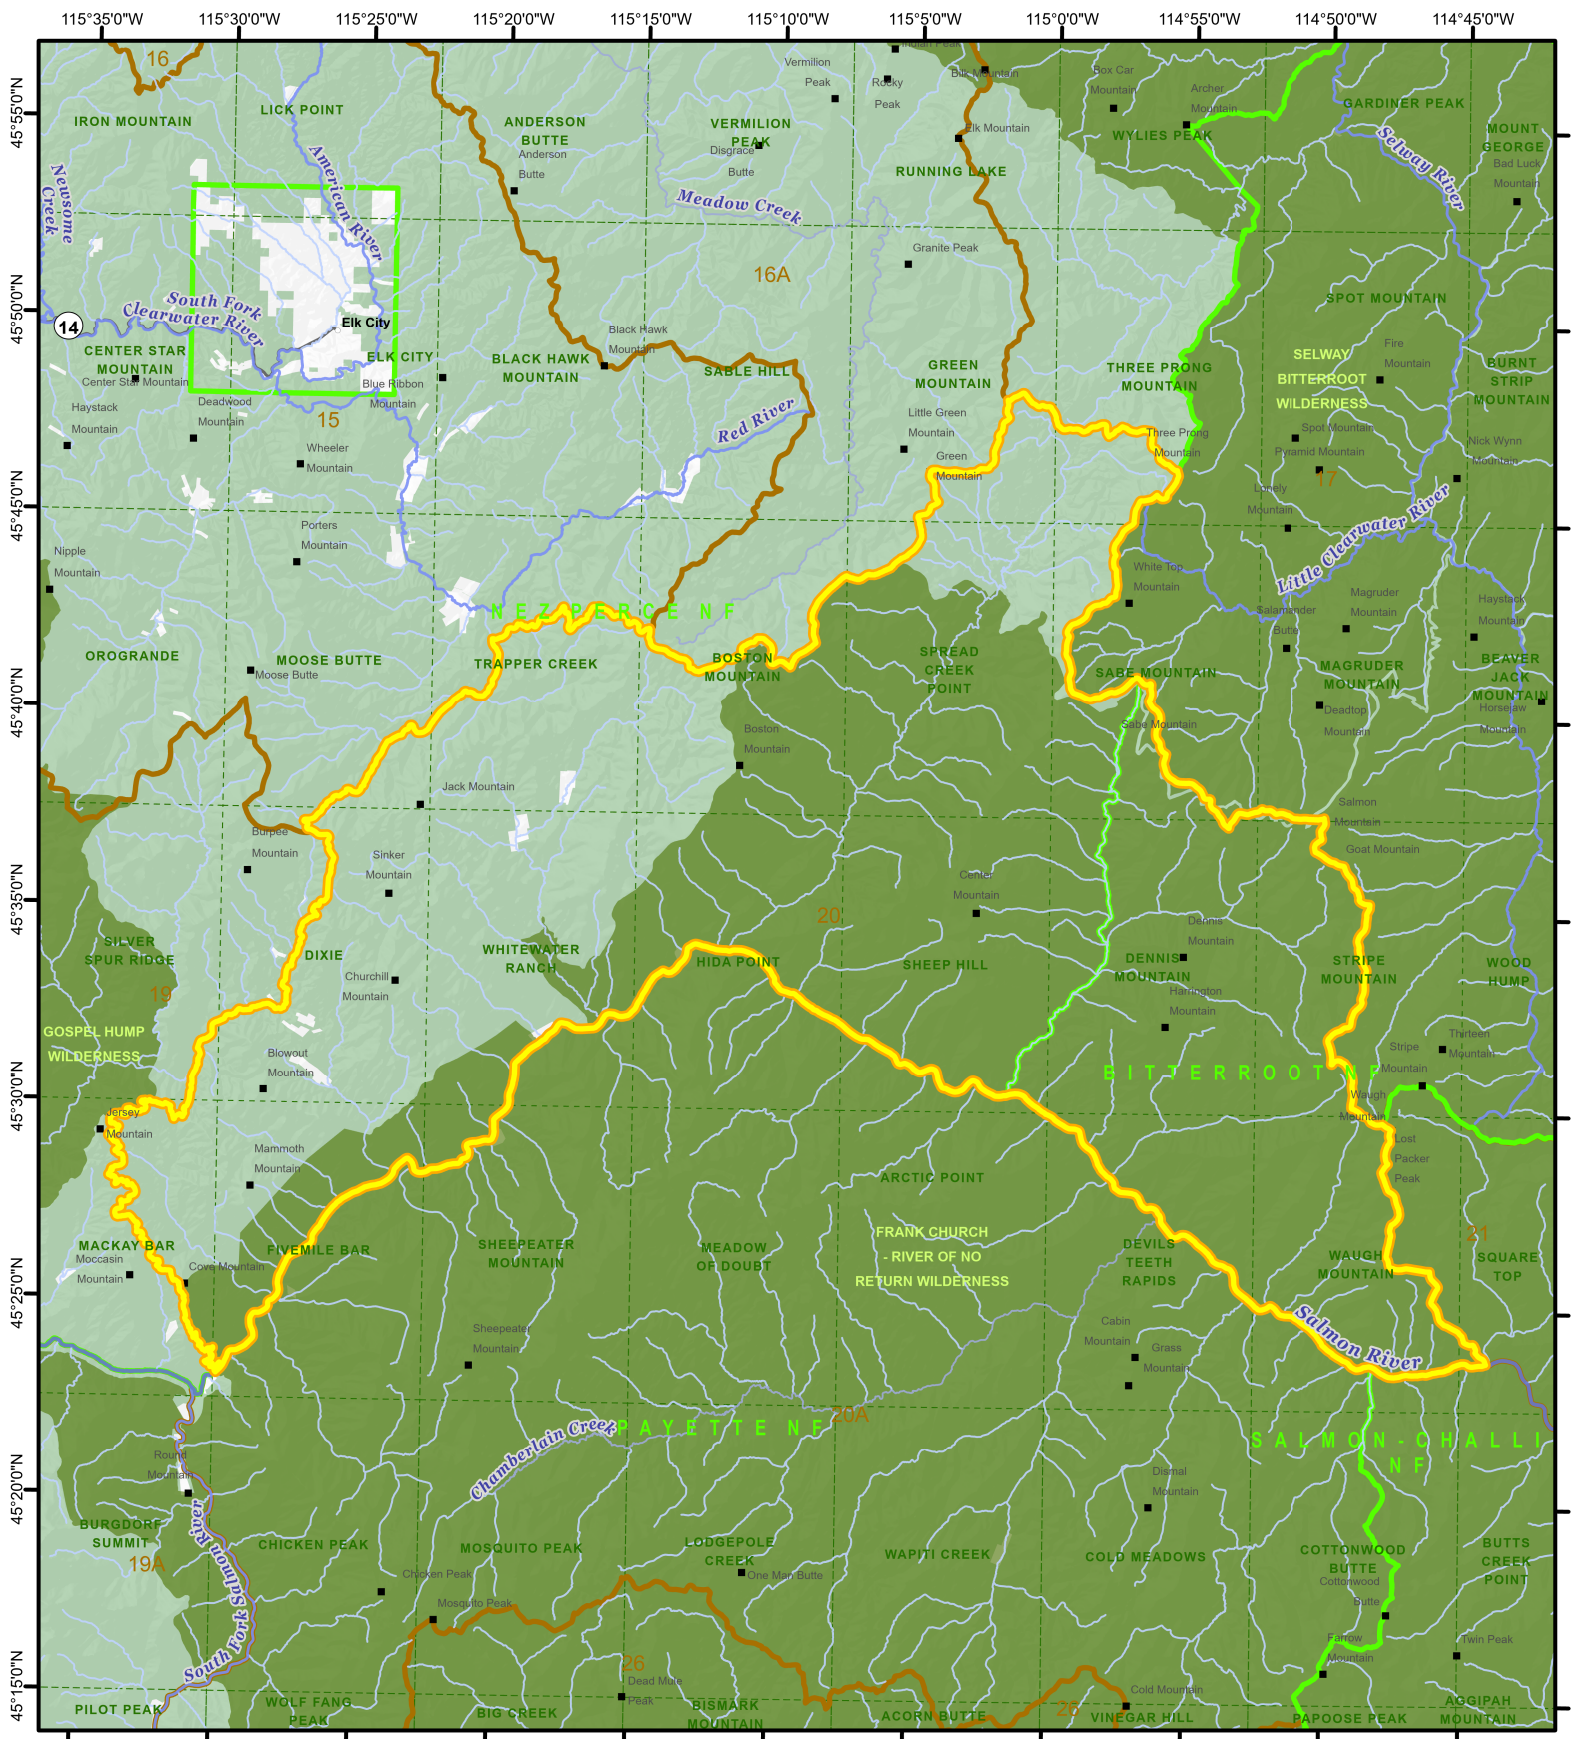 115°35'0"W 115°30'0"W 115°25'0"W 115°20'0"W 115°15'0"W 115°10'0"W 115°5'0"W 115°0'0"W 114°55'0"W 114°50'0"W 114°45'0"W
45°55'0"N
45°50'0"N
45°45'0"N
45°40'0"N
45°35'0"N
45°30'0"N
45°25'0"N
45°20'0"N
45°15'0"N
16
IRON MOUNTAIN
LICK POINT
ANDERSON
BUTTE
Anderson
Butte
VERMILION
PEAK
Disgrace
Butte
Vermilion
Peak
Indian Peak
Rocky
Peak
Bilk Mountain
Elk Mountain
RUNNING LAKE
Box Car
Mountain
Archer
Mountain
WYLIES PEAK
GARDINER PEAK
MOUNT
GEORGE
Bad Luck
Mountain
Selway River
Newsome
Creek
American River
Meadow Creek
Granite Peak
16A
SPOT MOUNTAIN
South Fork
Clearwater River
14
Elk City
ELK CITY
CENTER STAR
MOUNTAIN
Center Star Mountain
Blue Ribbon
Mountain
BLACK HAWK
MOUNTAIN
Black Hawk
Mountain
SABLE HILL
GREEN
MOUNTAIN
THREE PRONG
MOUNTAIN
SELWAY
BITTERROOT
WILDERNESS
Fire
Mountain
BURNT
STRIP
MOUNTAIN
Haystack
Mountain
Deadwood
Mountain
15
Wheeler
Mountain
Red River
Little Green
Mountain
Green
Mountain
Three Prong
Mountain
Spot Mountain
Pyramid Mountain
17
Nick Wynn
Mountain
Lonely
Mountain
Little Clearwater River
Porters
Mountain
Nipple
Mountain
White Top
Mountain
Salamander
Butte
Magruder
Mountain
Haystack
Mountain
NEZ PERCE NF
OROGRANDE
MOOSE BUTTE
Moose Butte
TRAPPER CREEK
BOSTON
MOUNTAIN
SPREAD
CREEK
POINT
SABE MOUNTAIN
MAGRUDER
MOUNTAIN
BEAVER
JACK
MOUNTAIN
Sabe Mountain
Deadtop
Mountain
Horsejaw
Mountain
Boston
Mountain
Jack Mountain
Salmon
Mountain
Goat Mountain
Burpee
Mountain
Sinker
Mountain
Center
Mountain
20
Dennis
Mountain
SILVER
SPUR RIDGE
DIXIE
WHITEWATER
RANCH
HIDA POINT
SHEEP HILL
DENNIS
MOUNTAIN
STRIPE
MOUNTAIN
WOOD
HUMP
19
Churchill
Mountain
Harrington
Mountain
GOSPEL HUMP
WILDERNESS
Blowout
Mountain
Thirteen
Mountain
Stripe
Mountain
BITTERROOT NF
Waugh
Mountain
Jersey
Mountain
Mammoth
Mountain
Lost
Packer
Peak
ARCTIC POINT
FRANK CHURCH
- RIVER OF NO
RETURN WILDERNESS
21
MACKAY BAR
Moccasin
Mountain
Cove Mountain
FIVEMILE BAR
SHEEPEATER
MOUNTAIN
MEADOW
OF DOUBT
DEVILS
TEETH
RAPIDS
WAUGH
MOUNTAIN
SQUARE
TOP
Sheepeater
Mountain
Cabin
Mountain
Grass
Mountain
Salmon River
Chamberlain Creek
PAYETTE NF
20A
SALMON-CHALLI
NF
Round
Mountain
Dismal
Mountain
South Fork Salmon River
BURGDORF
SUMMIT
19A
CHICKEN PEAK
MOSQUITO PEAK
LODGEPOLE
CREEK
WAPITI CREEK
COLD MEADOWS
COTTONWOOD
BUTTE
Cottonwood
Butte
BUTTS
CREEK
POINT
Chicken Peak
Mosquito Peak
One Man Butte
Farrow
Mountain
Twin Peak
26
Dead Mule
Peak
Cold Mountain
26
PILOT PEAK
WOLF FANG
PEAK
BIG CREEK
BISMARK
MOUNTAIN
ACORN BUTTE
VINEGAR HILL
PAPOOSE PEAK
AGGIPAH
MOUNTAIN